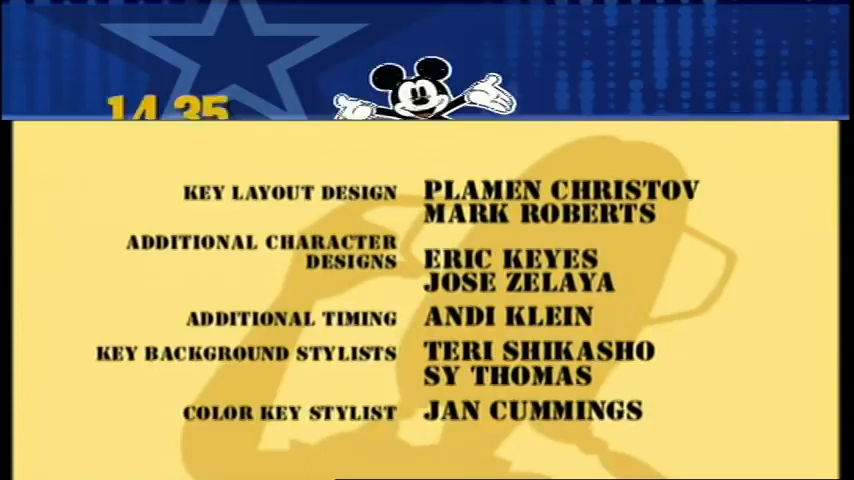 14.35
KEY LAYOUT DESIGN PLAMEN CHRISTOV
MARK ROBERTS
ADDITIONAL CHARACTER
DESIGNS ERIC KEYES
JOSE ZELAYA
ADDITIONAL TIMING ANDI KLEIN
KEY BACKGROUND STYLISTS TERI SHIKASHO
SY THOMAS
COLOR KEY STYLIST JAN CUMMINGS